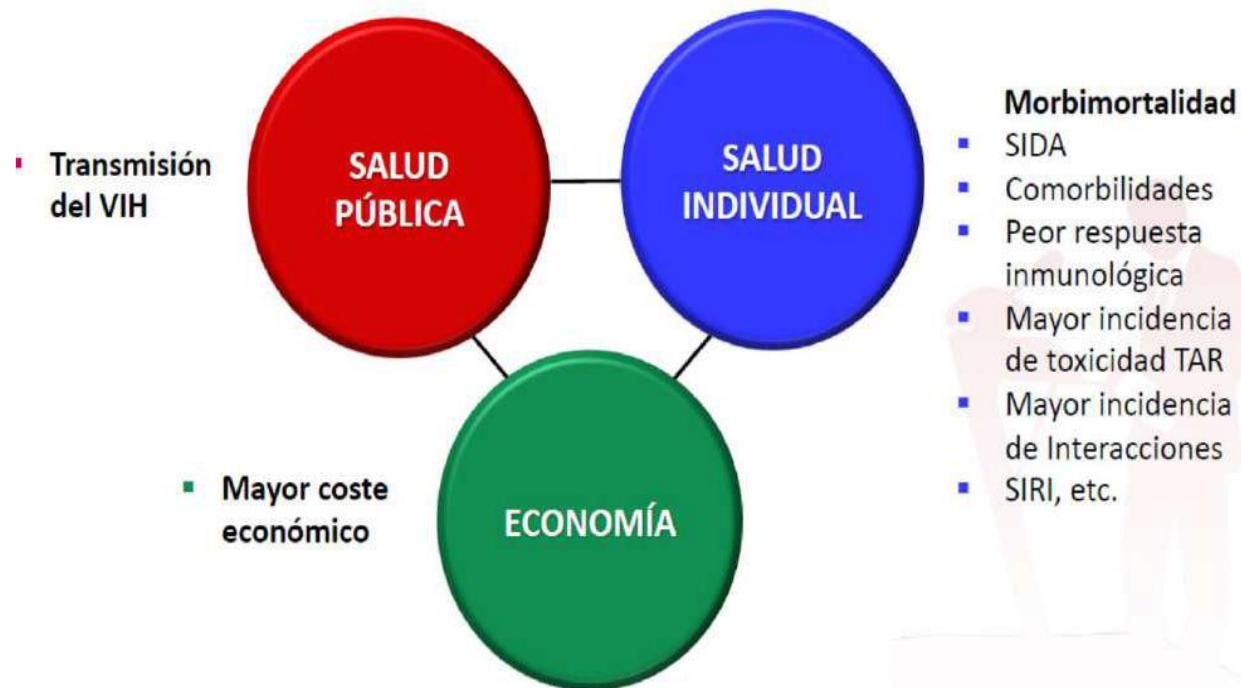 Transmisión
del VIH
SALUD
PÚBLICA
SALUD
INDIVIDUAL
Morbimortalidad
SIDA
Comorbilidades
Peor respuesta
inmunológica
Mayor incidencia
de toxicidad TAR
Mayor incidencia
de Interacciones
SIRI, etc.
Mayor coste
económico
ECONOMÍA